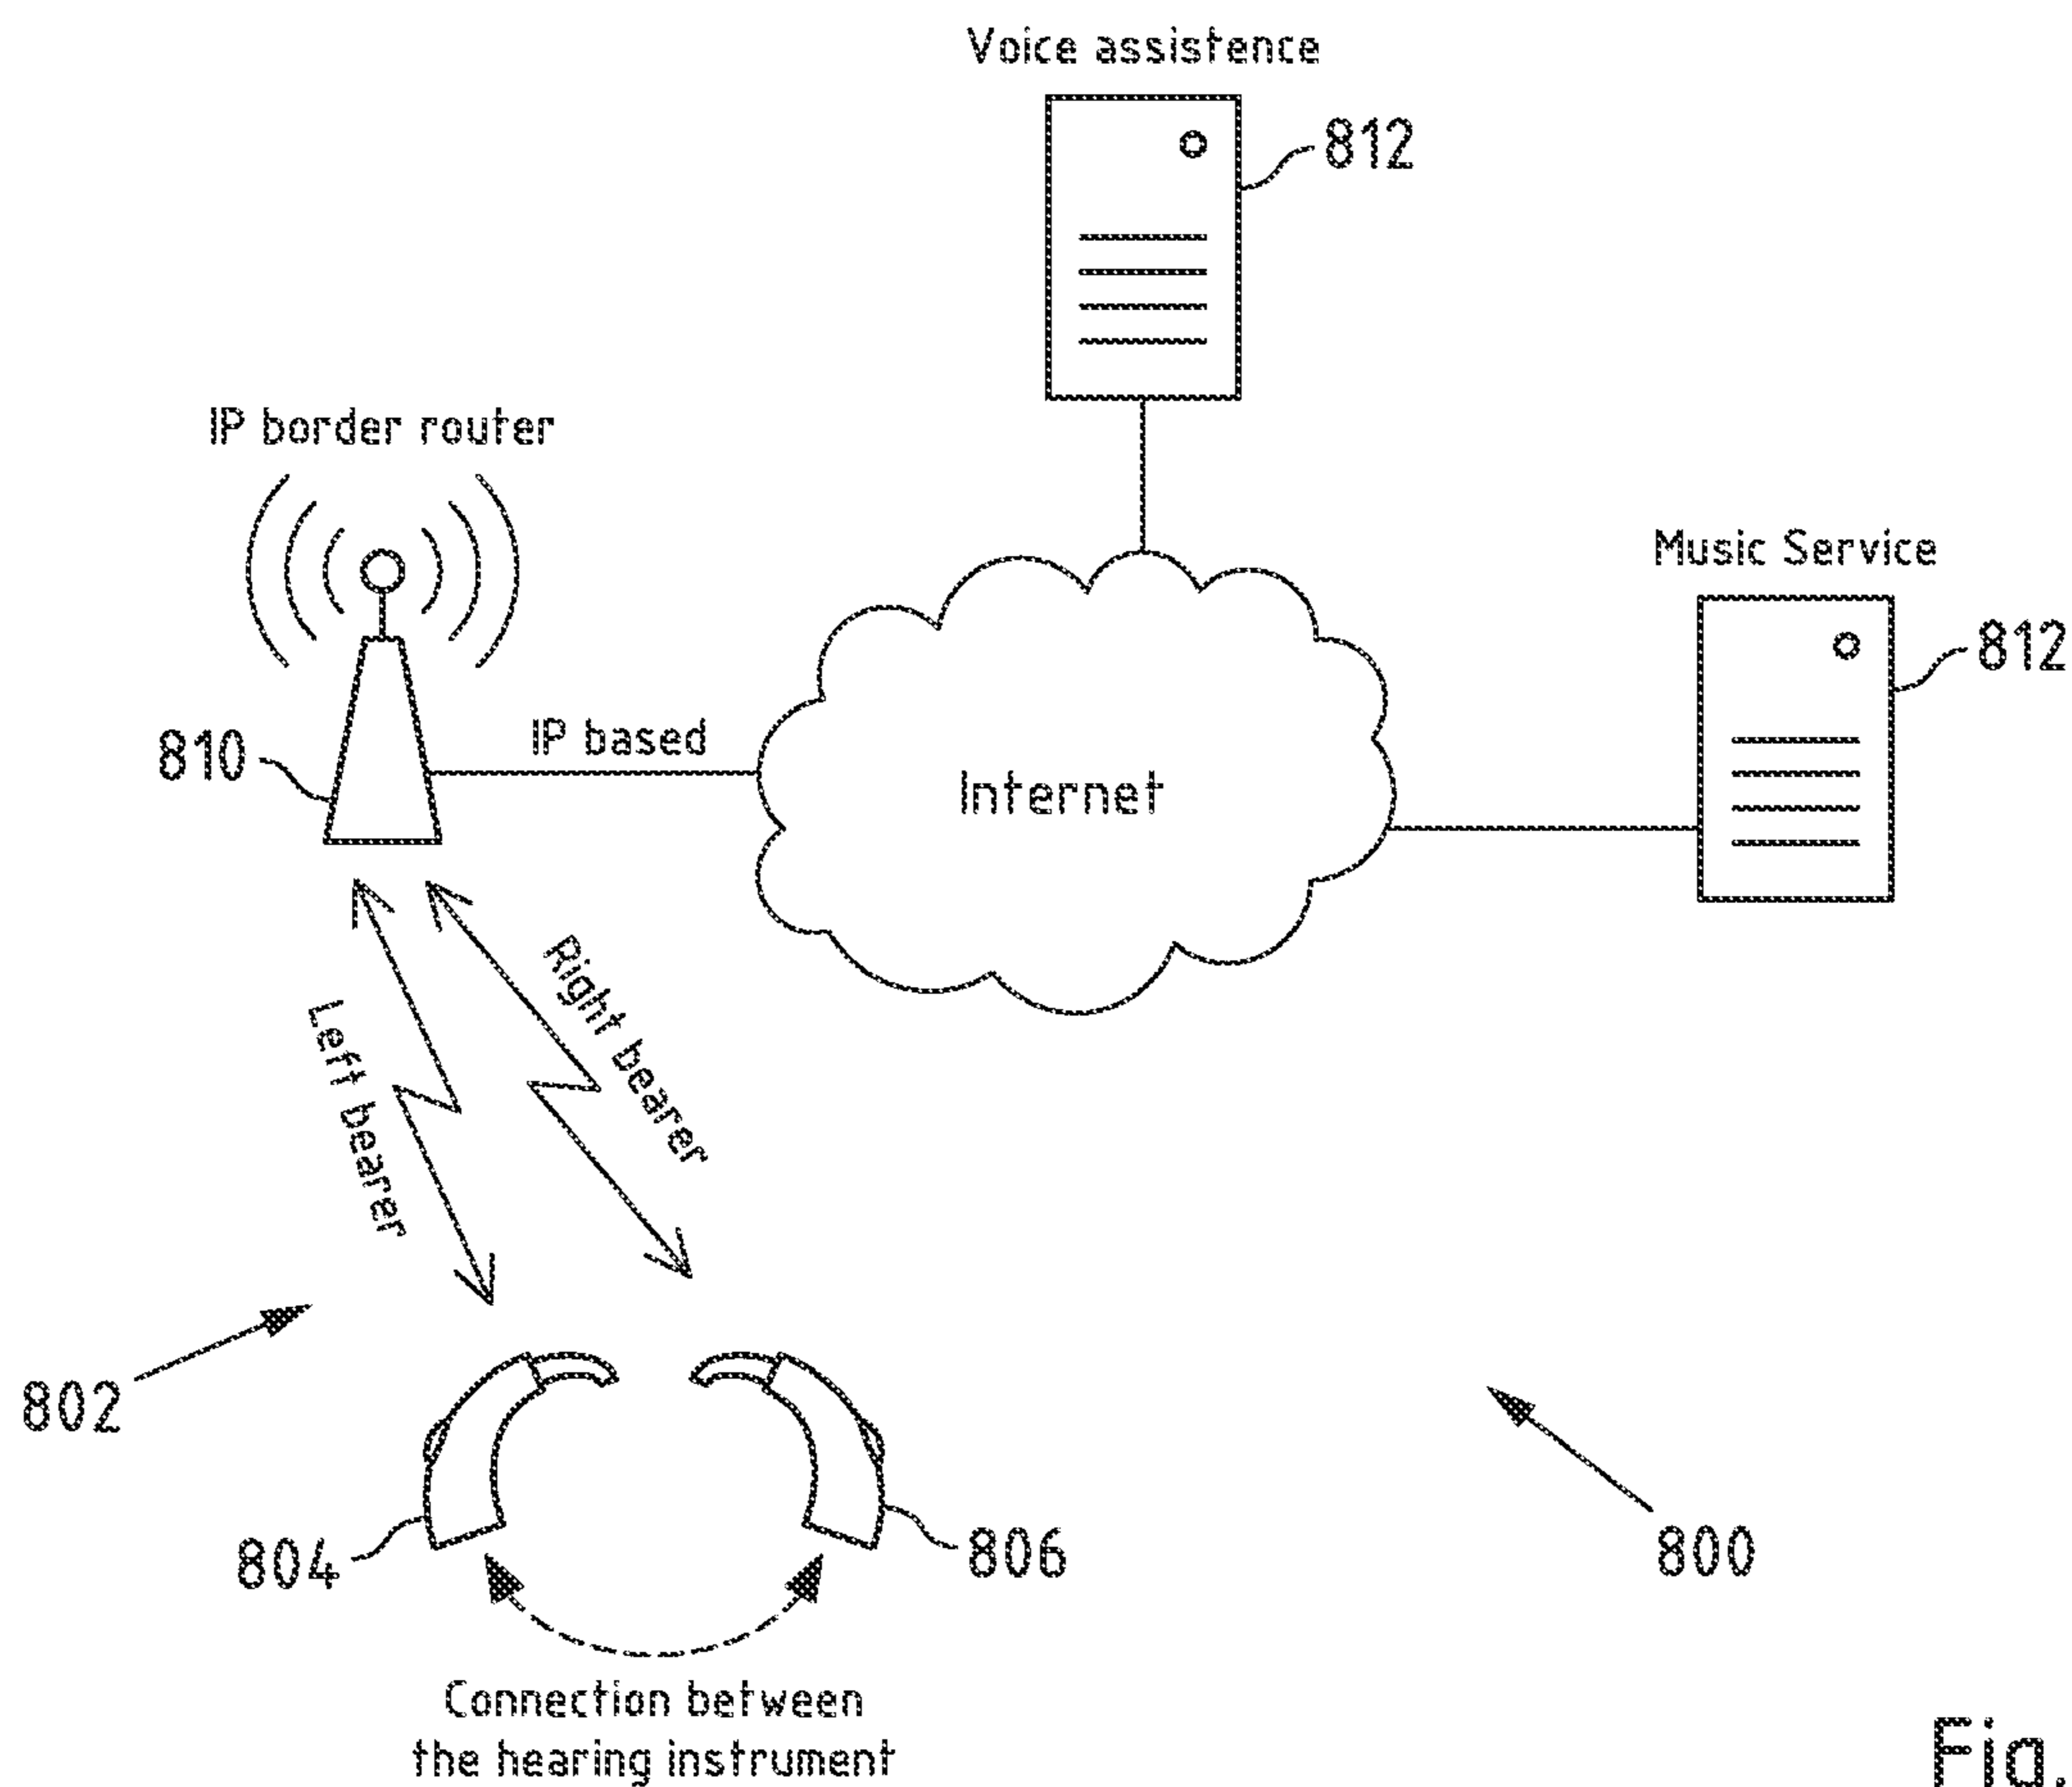 Voice assistence
812
IP border router
Music Service
812
810
IP based
Internet
Left bearer
Right bearer
802
804
806
800
Connection between
the hearing instrument
Fig.